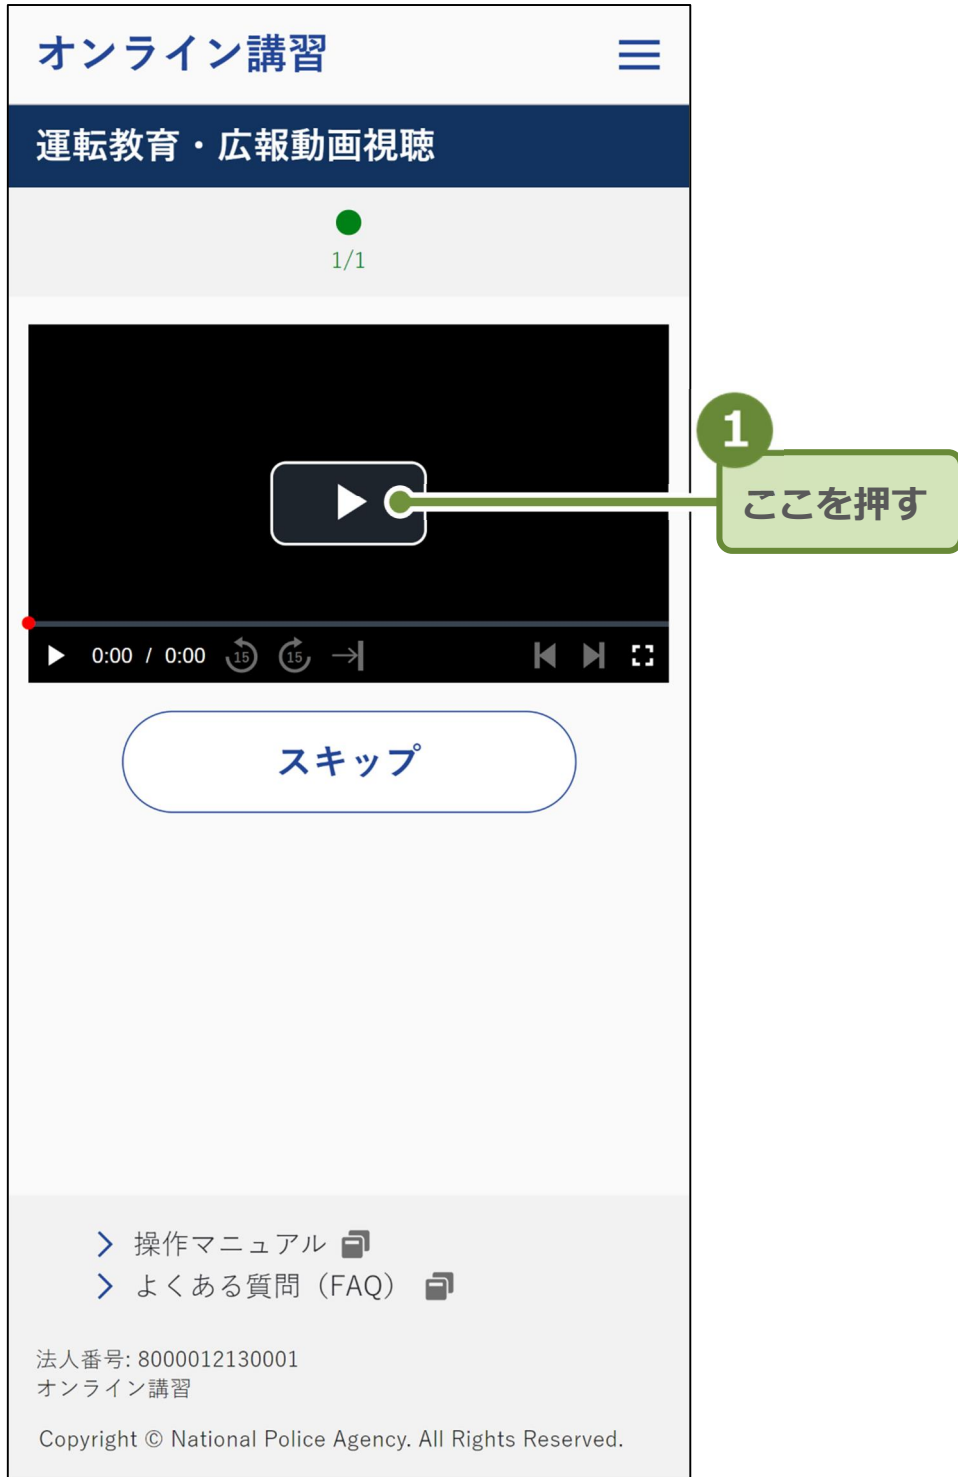 オンライン講習
運転教育・広報動画視聴
1/1
1
ここを押す
0:00 / 0:00 15 15
スキップ
操作マニュアル
よくある質問（FAQ）
法人番号: 8000012130001
オンライン講習
Copyright © National Police Agency. All Rights Reserved.